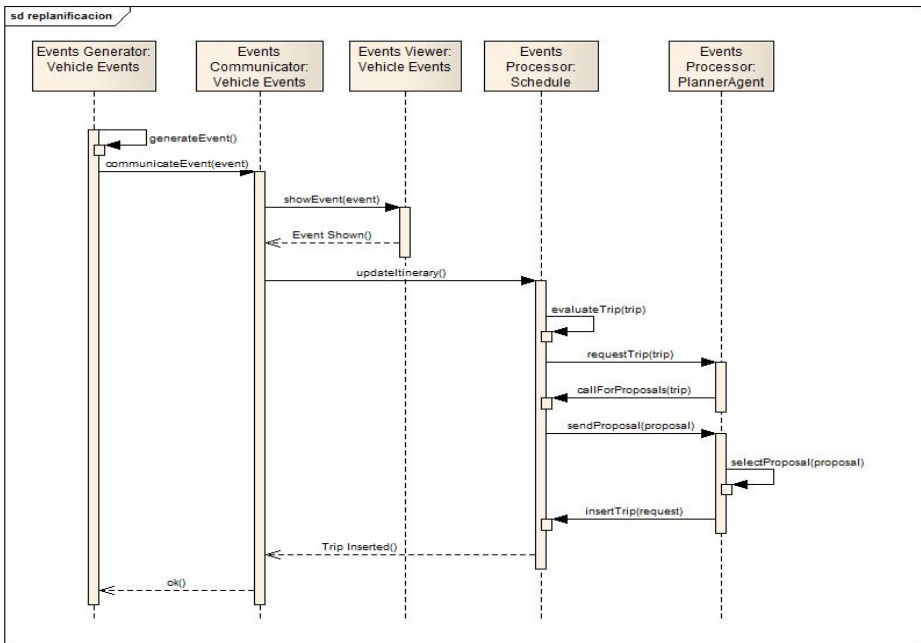 sd replanificacion
Events Generator:
Vehicle Events
Events
Communicator:
Vehicle Events
Events Viewer:
Vehicle Events
Events
Processor:
Schedule
Events
Processor:
PlannerAgent
generateEvent()
communicateEvent(event)
showEvent(event)
Event Shown()
updateItinerary()
evaluateTrip(trip)
requestTrip(trip)
callForProposals(trip)
sendProposal(proposal)
selectProposal(proposal)
insertTrip(request)
Trip Inserted()
ok()